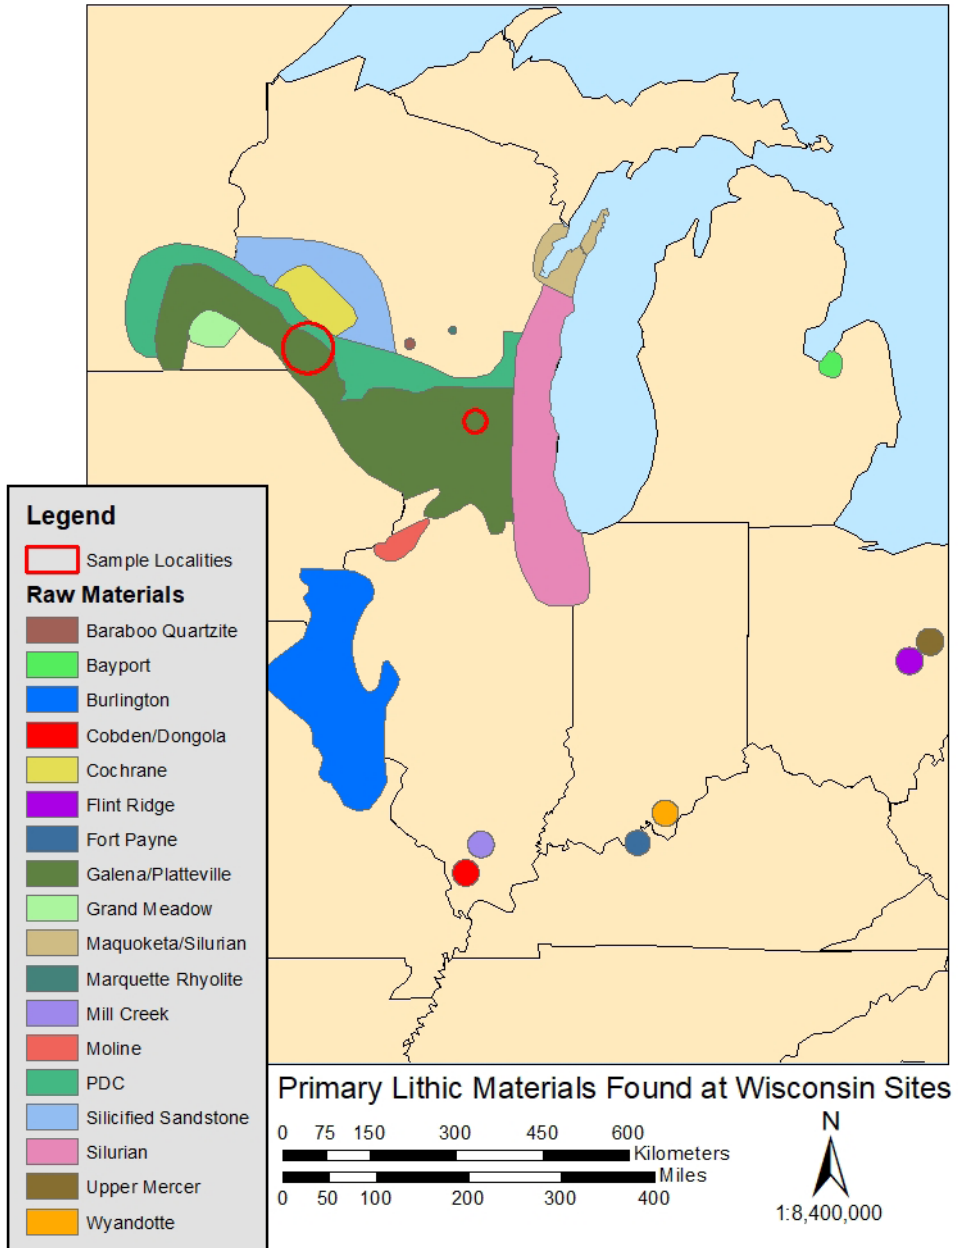 Legend
Sample Localities
Raw Materials
Baraboo Quartzite
Bayport
Burlington
Cobden/Dongola
Cochrane
Flint Ridge
Fort Payne
Galena/Platteville
Grand Meadow
Maquoketa/Silurian
Marquette Rhyolite
Mill Creek
Moline
PDC
Silicified Sandstone
Silurian
Upper Mercer
Wyandotte
Primary Lithic Materials Found at Wisconsin Sites
0 75 150 300 450 600
Kilometers
Miles
0 50 100 200 300 400
N
1:8,400,000